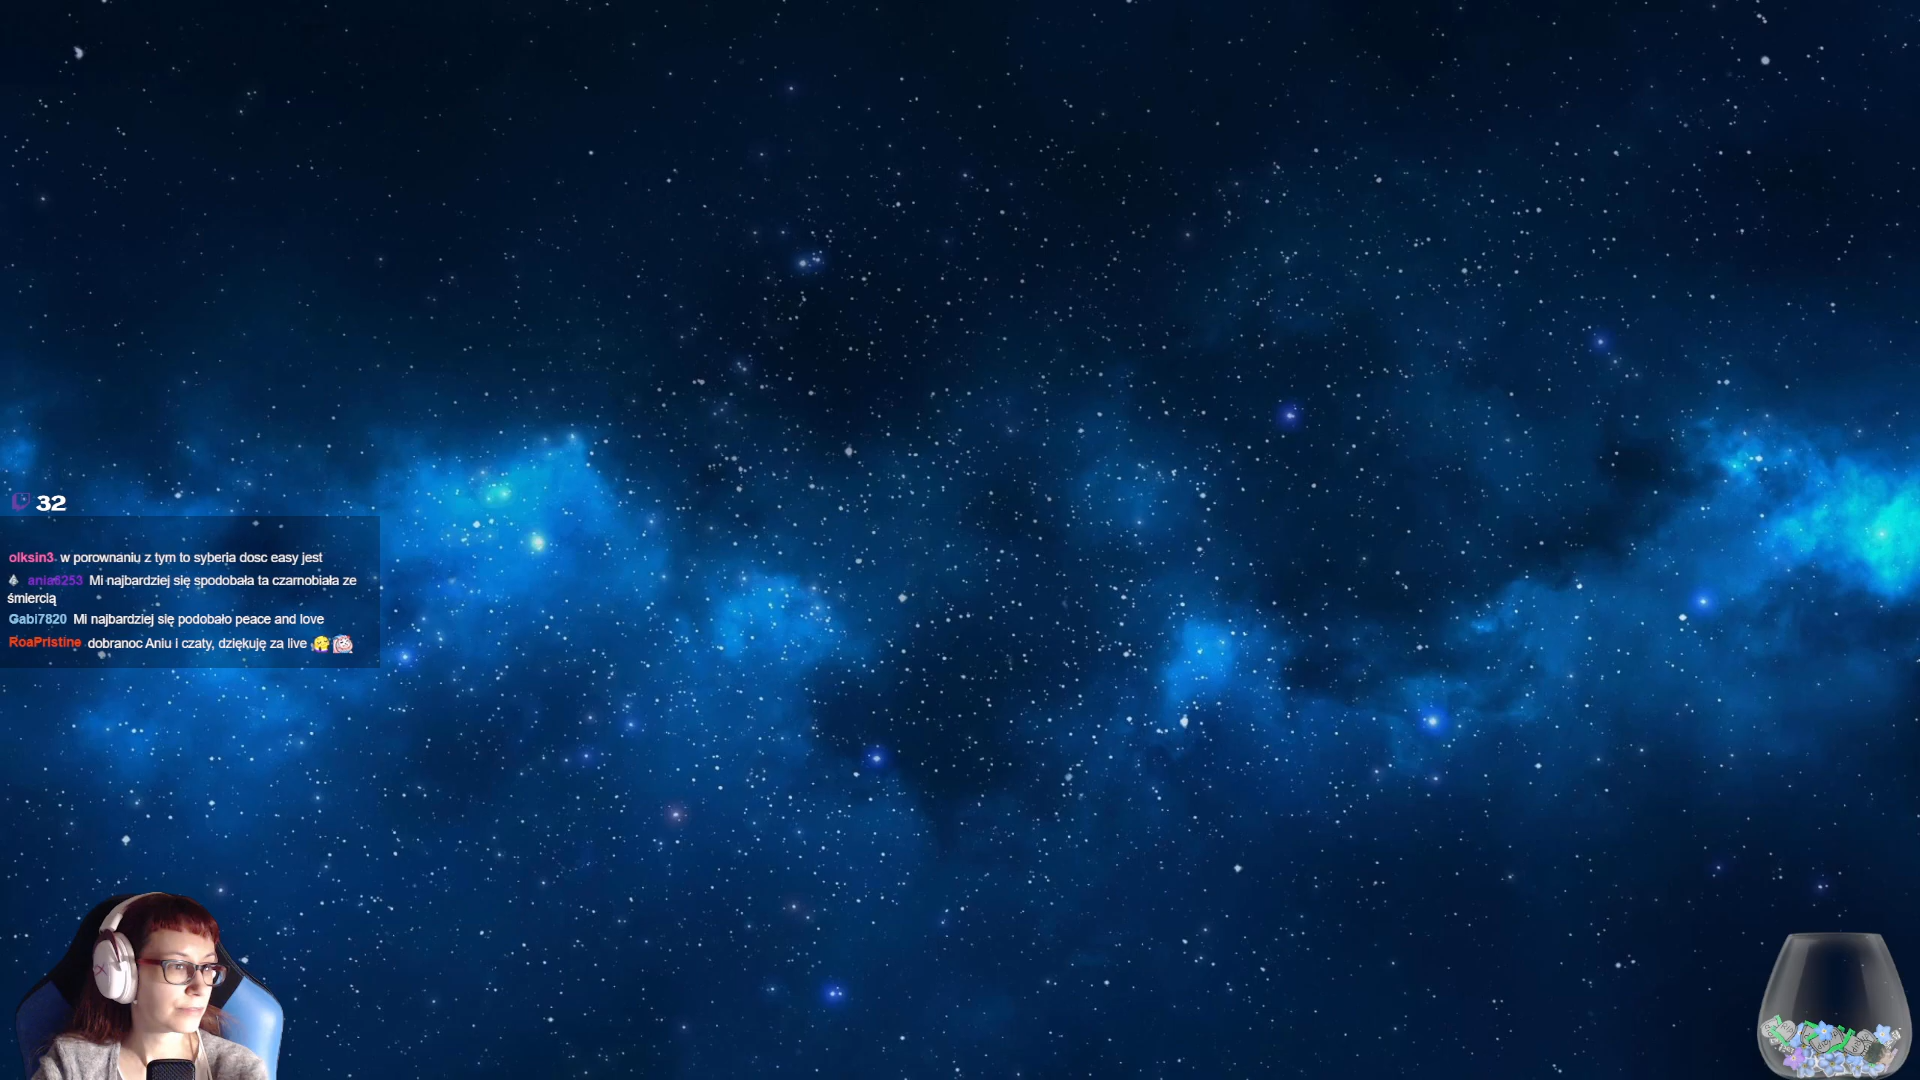 32
olksin3 w porownaniu z tym to syberia dosc easy jest
ania6253 Mi najbardziej się spodobała ta czarnobiała ze
śmiercią
Gabi7820 Mi najbardziej się podobało peace and love
RoaPristine dobranoc Aniu i czaty, dziękuję za live